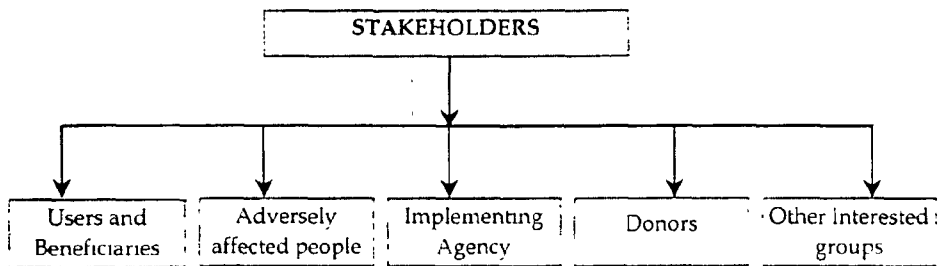 STAKEHOLDERS
Users and
Beneficiaries
Adversely
affected people
Implementing
Agency
Donors
Other interested
groups